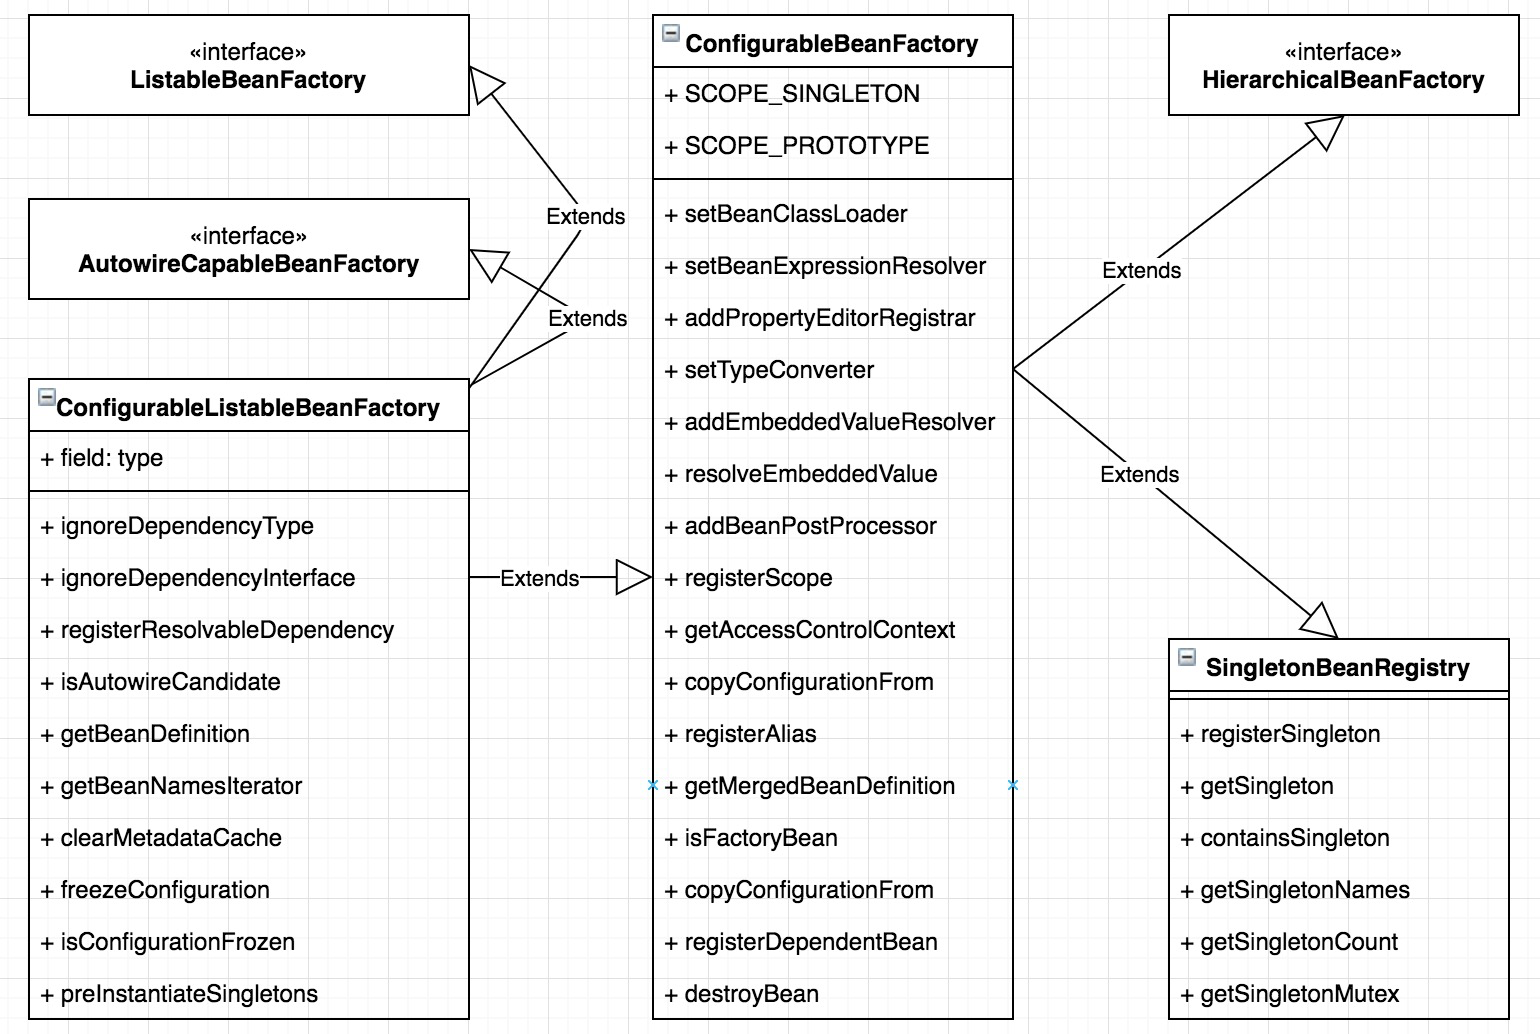 «interface»
ListableBeanFactory
«interface»
AutowireCapableBeanFactory
Extends
Extends
ConfigurableListableBeanFactory
+ field: type
+ ignoreDependencyType
+ ignoreDependencyInterface
+ registerResolvableDependency
+ isAutowireCandidate
+ getBeanDefinition
+ getBeanNamesIterator
+ clearMetadataCache
+ freezeConfiguration
+ isConfigurationFrozen
+ preInstantiateSingletons
Extends
ConfigurableBeanFactory
+ SCOPE_SINGLETON
+ SCOPE_PROTOTYPE
+ setBeanClassLoader
+ setBeanExpressionResolver
+ addPropertyEditorRegistrar
+ setTypeConverter
+ addEmbeddedValueResolver
+ resolveEmbeddedValue
+ addBeanPostProcessor
+ registerScope
+ getAccessControlContext
+ copyConfigurationFrom
+ registerAlias
+ getMergedBeanDefinition
+ isFactoryBean
+ copyConfigurationFrom
+ registerDependentBean
+ destroyBean
«interface»
HierarchicalBeanFactory
Extends
Extends
SingletonBeanRegistry
+ registerSingleton
+ getSingleton
+ containsSingleton
+ getSingletonNames
+ getSingletonCount
+ getSingletonMutex